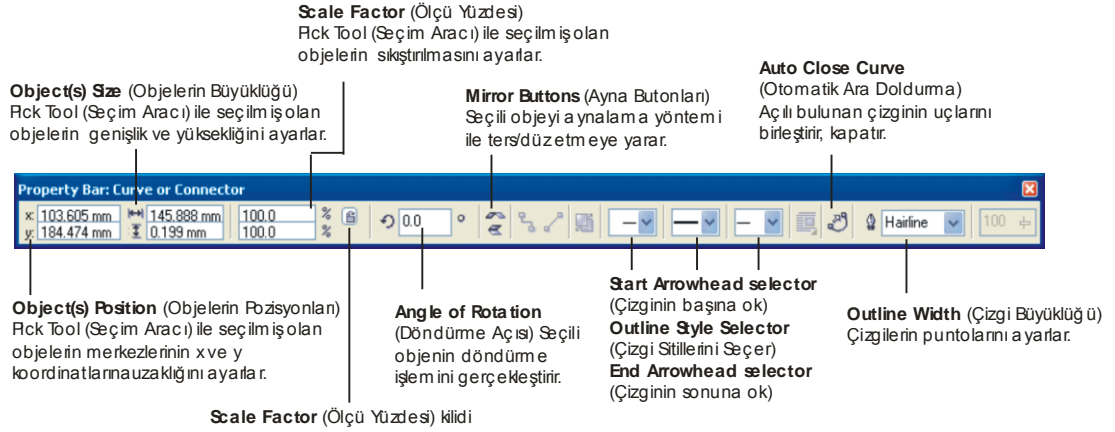 Scale Factor (Ölçü Yüzdesi)
Pick Tool (Seçim Aracı) ile seçilmiş olan
objelerin sıkıştırılmasını ayarlar.
Object(s) Size (Objelerin Büyüklüğü)
Pick Tool (Seçim Aracı) ile seçilmiş olan
objelerin genişlik ve yüksekliğini ayarlar.
Mirror Buttons (Ayna Butonları)
Seçili objeyi aynalama yöntemi
ile ters/düz etmeye yarar.
Auto Close Curve
(Otomatik Ara Doldurma)
Açılı bulunan çizginin uçlarını
birleştirir, kapatır.
Property Bar: Curve or Connector
x: 103.605 mm 145.888 mm 100.0 % 0.0 ° Hairline 100
y: 184.474 mm 0.199 mm 100.0 %
Object(s) Position (Objelerin Pozisyonları)
Pick Tool (Seçim Aracı) ile seçilmiş olan
objelerin merkezlerinin x ve y
koordinatlarınauzaklığını ayarlar.
Angle of Rotation
(Döndürme Açısı) Seçili
objenin döndürme
işlemini gerçekleştirir.
Start Arrowhead selector
(Çizginin başına ok)
Outline Style Selector
(Çizgi Sitillerini Seçer)
End Arrowhead selector
(Çizginin sonuna ok)
Outline Width (Çizgi Büyüklüğü)
Çizgilerin puntolarını ayarlar.
Scale Factor (Ölçü Yüzdesi) kilidi